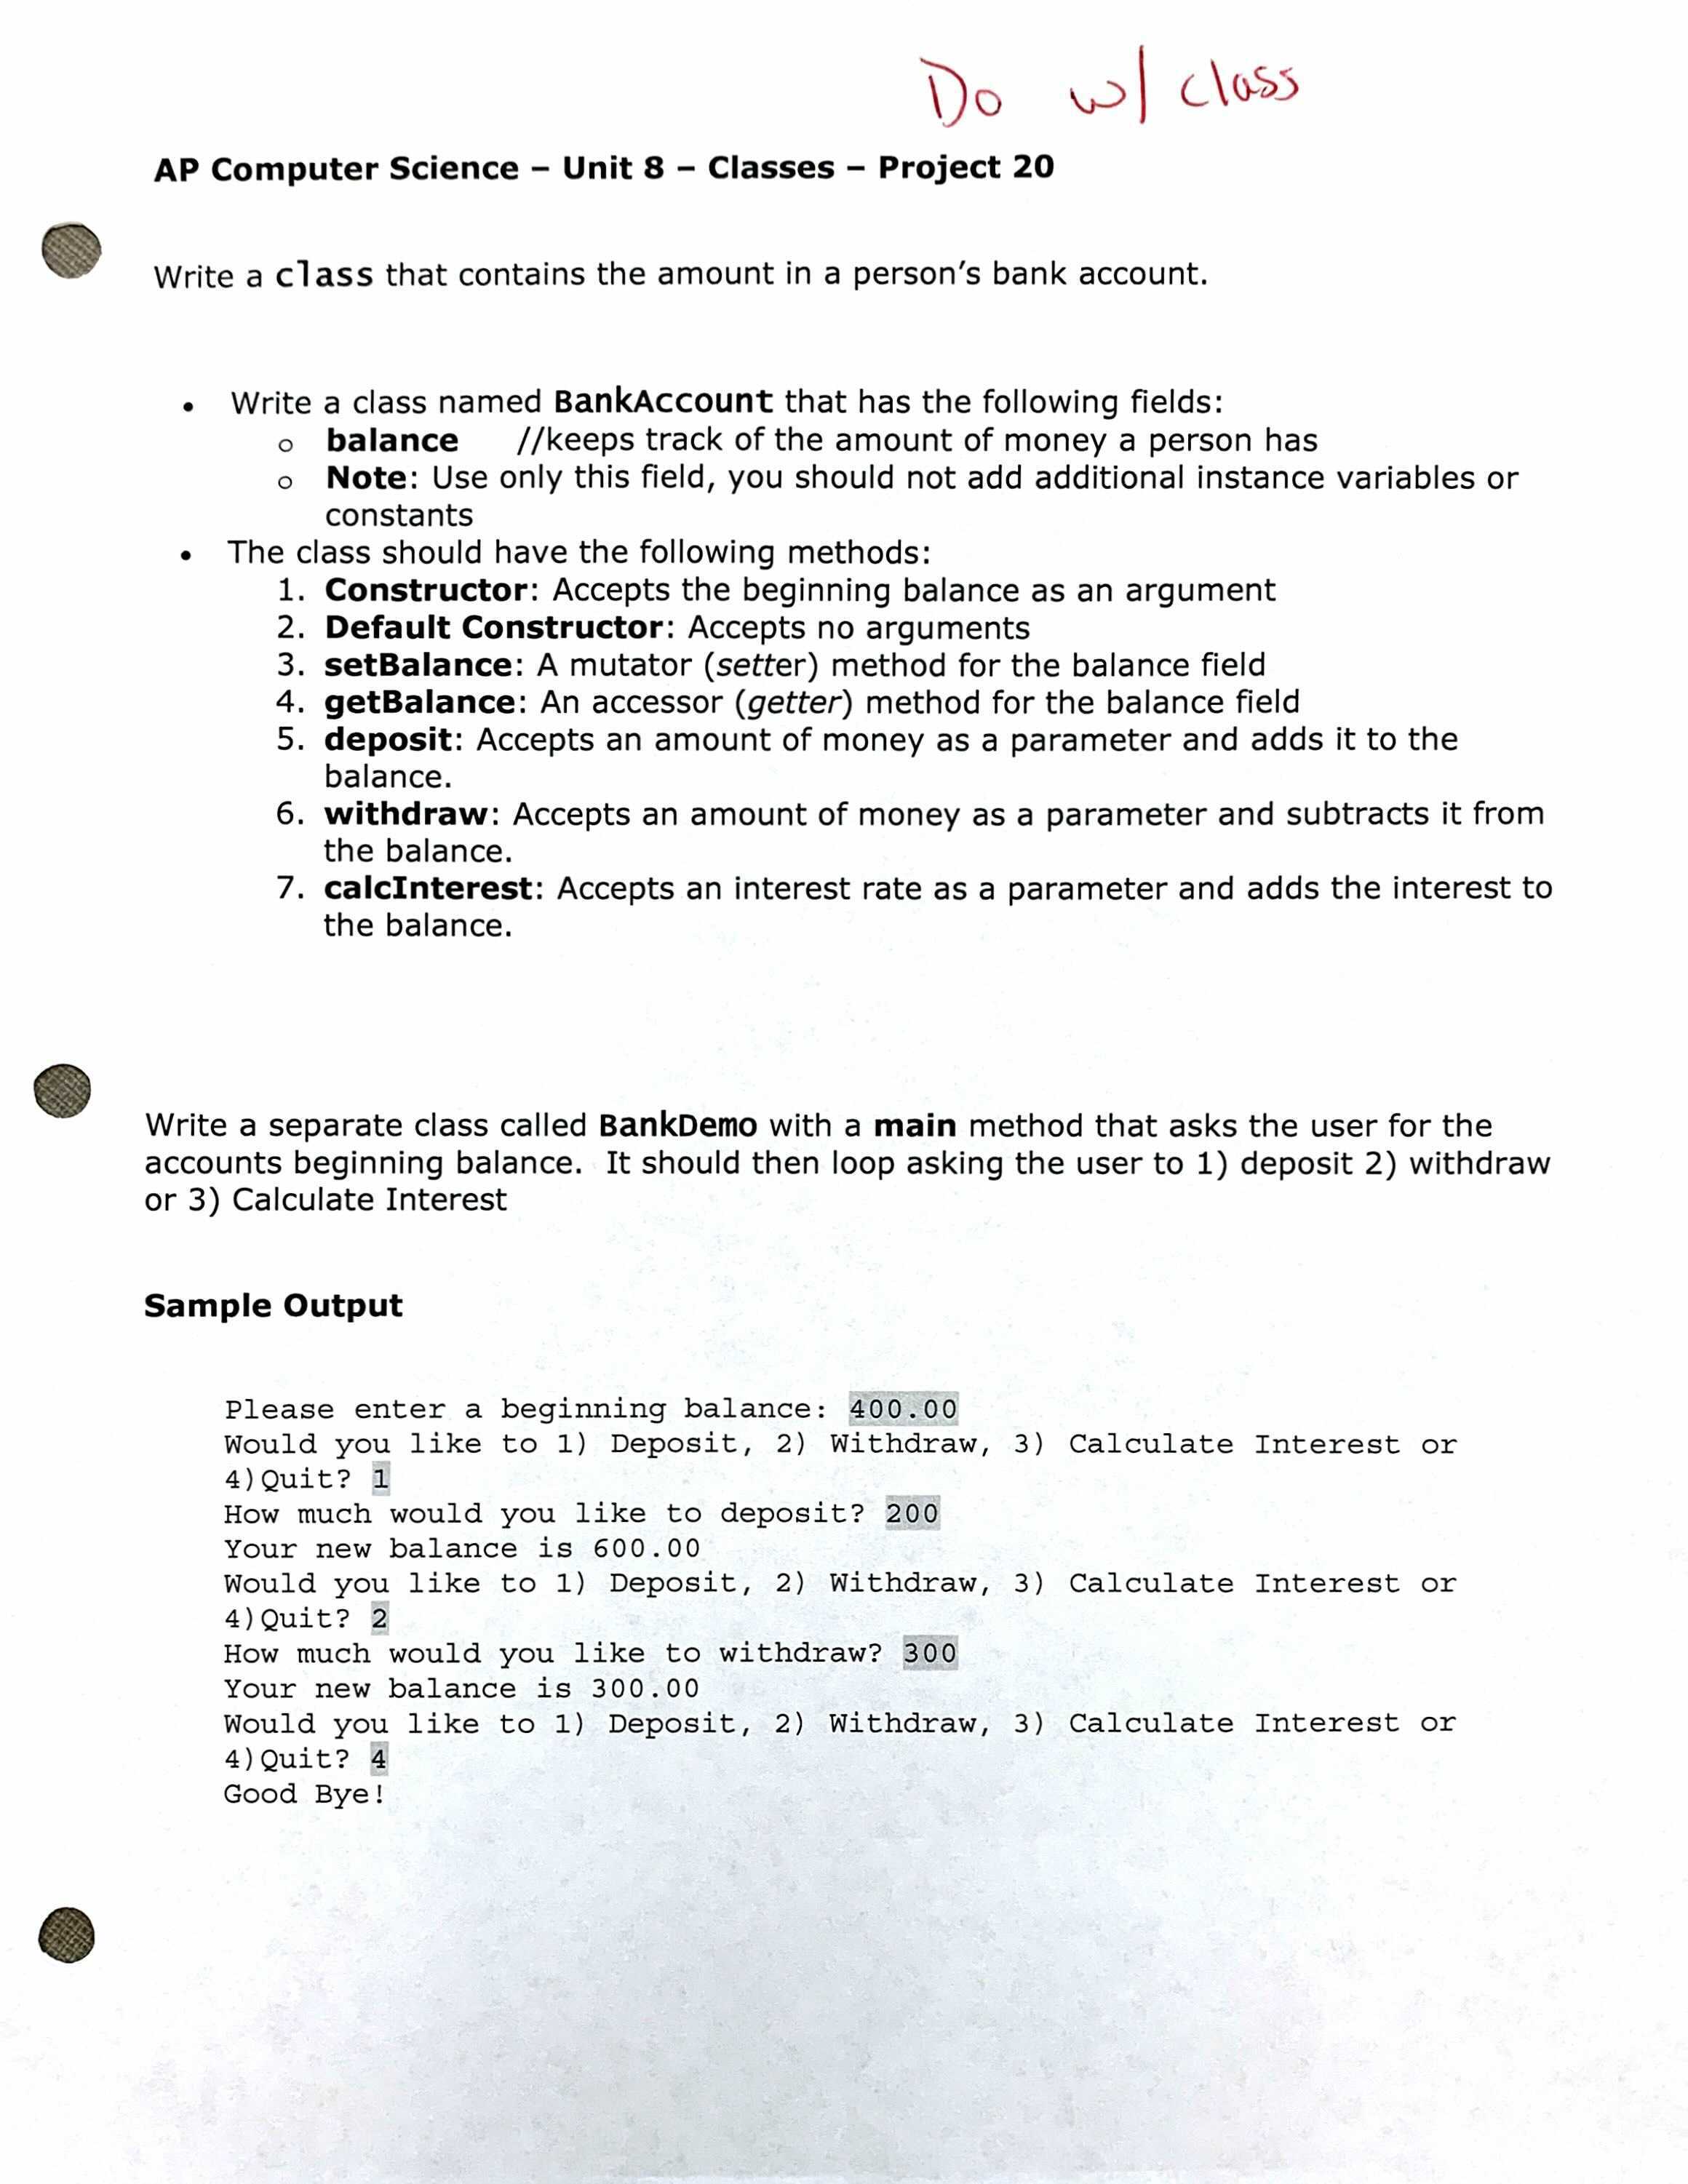 Do w/ class
AP Computer Science – Unit 8 – Classes – Project 20
Write a class that contains the amount in a person's bank account.
• Write a class named BankAccount that has the following fields:
o balance //keeps track of the amount of money a person has
o Note: Use only this field, you should not add additional instance variables or
constants
• The class should have the following methods:
1. Constructor: Accepts the beginning balance as an argument
2. Default Constructor: Accepts no arguments
3. setBalance: A mutator (setter) method for the balance field
4. getBalance: An accessor (getter) method for the balance field
5. deposit: Accepts an amount of money as a parameter and adds it to the
balance.
6. withdraw: Accepts an amount of money as a parameter and subtracts it from
the balance.
7. calcInterest: Accepts an interest rate as a parameter and adds the interest to
the balance.
Write a separate class called BankDemo with a main method that asks the user for the
accounts beginning balance. It should then loop asking the user to 1) deposit 2) withdraw
or 3) Calculate Interest
Sample Output
Please enter a beginning balance: 400.00
Would you like to 1) Deposit, 2) Withdraw, 3) Calculate Interest or
4)Quit? 1
How much would you like to deposit? 200
Your new balance is 600.00
Would you like to 1) Deposit, 2) Withdraw, 3) Calculate Interest or
4)Quit? 2
How much would you like to withdraw? 300
Your new balance is 300.00
Would you like to 1) Deposit, 2) Withdraw, 3) Calculate Interest or
4)Quit? 4
Good Bye!